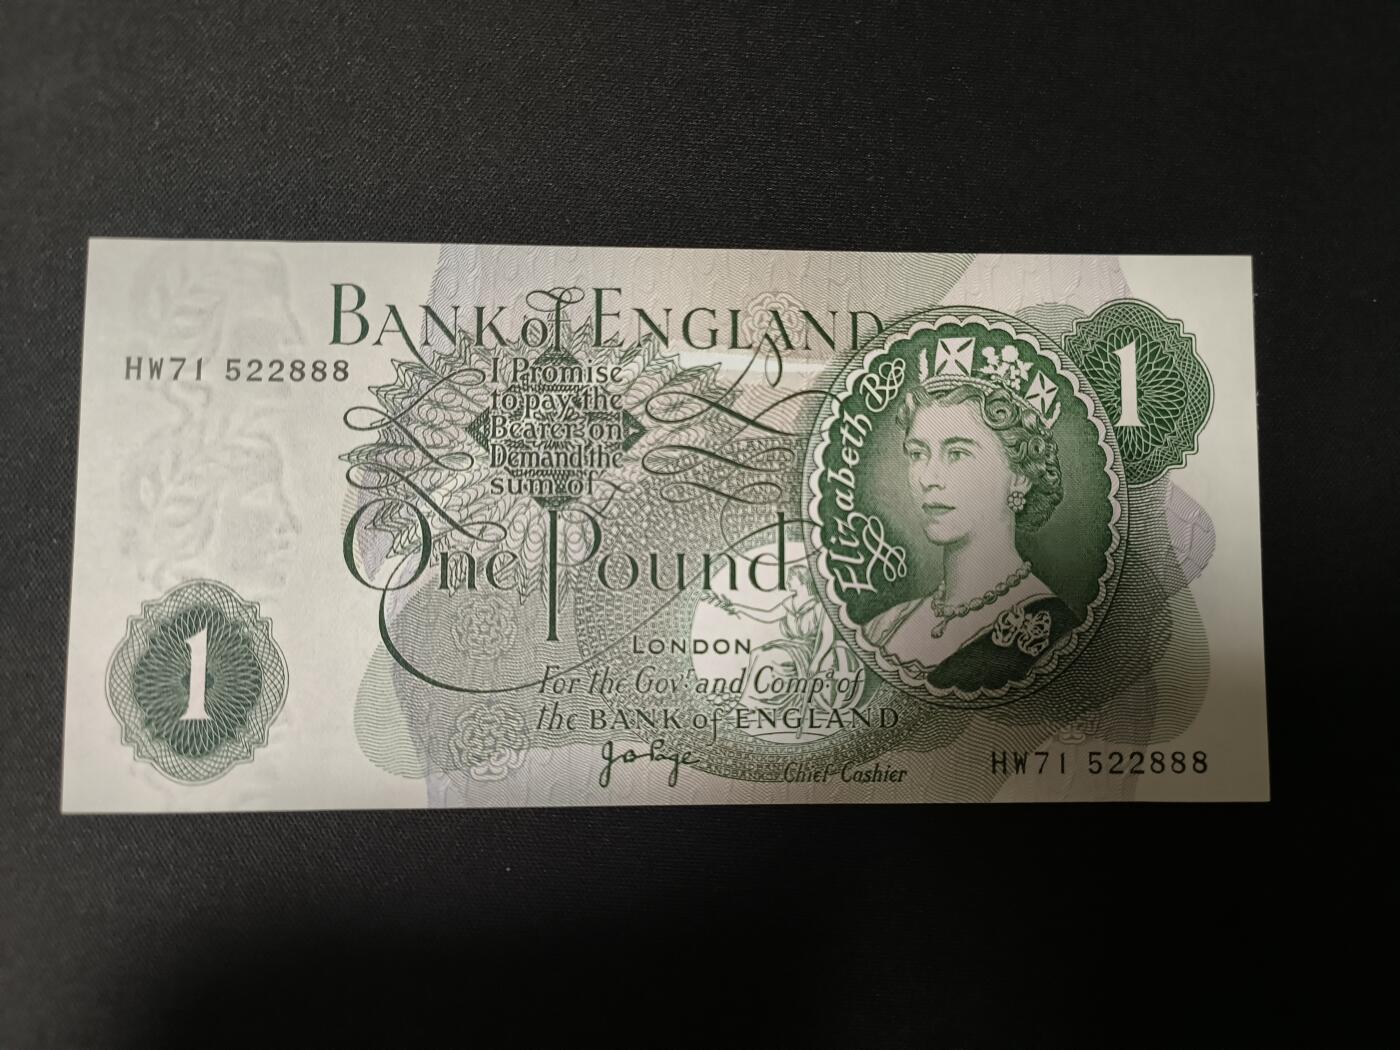 BANK of ENGLAND
HW71 522888
I Promise
to pay the
Bearer on
Demand the
sum of
One Pound
LONDON
For the Govr. and Compa. of
the BANK of ENGLAND
JBPage
Chief Cashier
HW71 522888
Elizabeth R
1
1